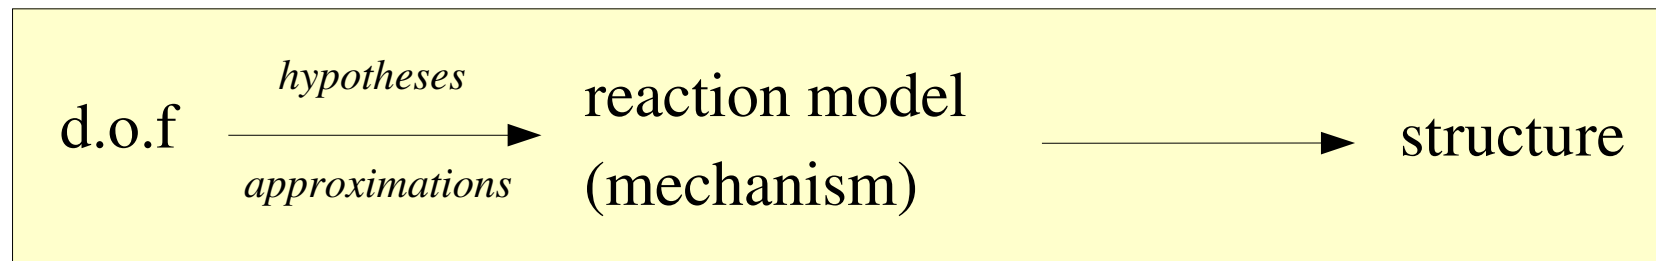 d.o.f
hypotheses
approximations
reaction model
(mechanism)
structure